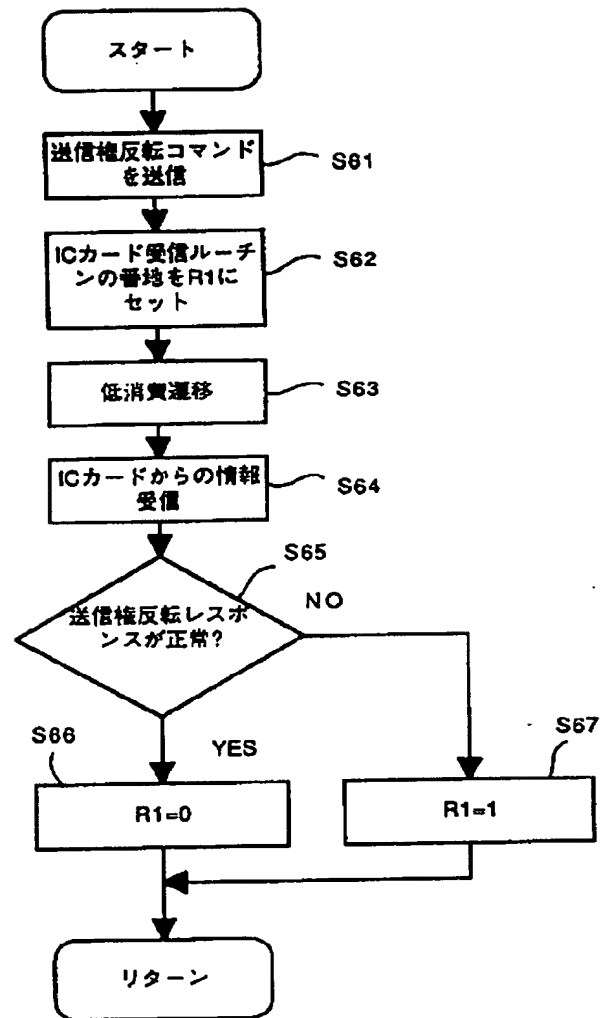 スタート
送信権反転コマンド
を送信
S61
ICカード受信ルーチ
ンの番地をR1に
セット
S62
低消費遷移
S63
ICカードからの情報
受信
S64
S65
送信権反転レスポ
ンスが正常?
NO
S66
YES
S67
R1=0
R1=1
リターン